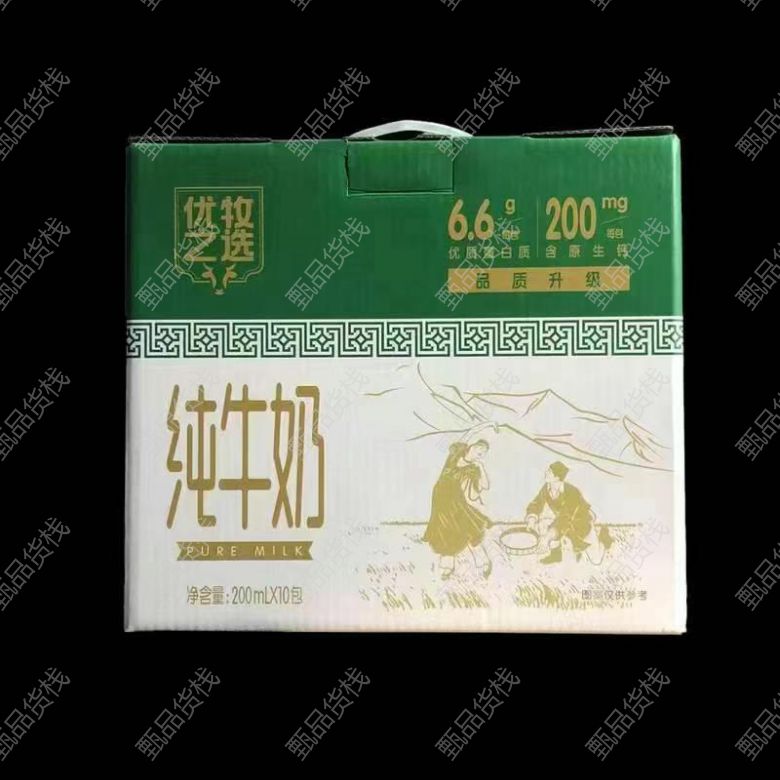 优牧
之选
6.6g 每包
优质蛋白质
200mg 每包
含原生钙
品质升级
纯牛奶
PURE MILK
净含量: 200mLX10包
图案仅供参考
甄品货栈